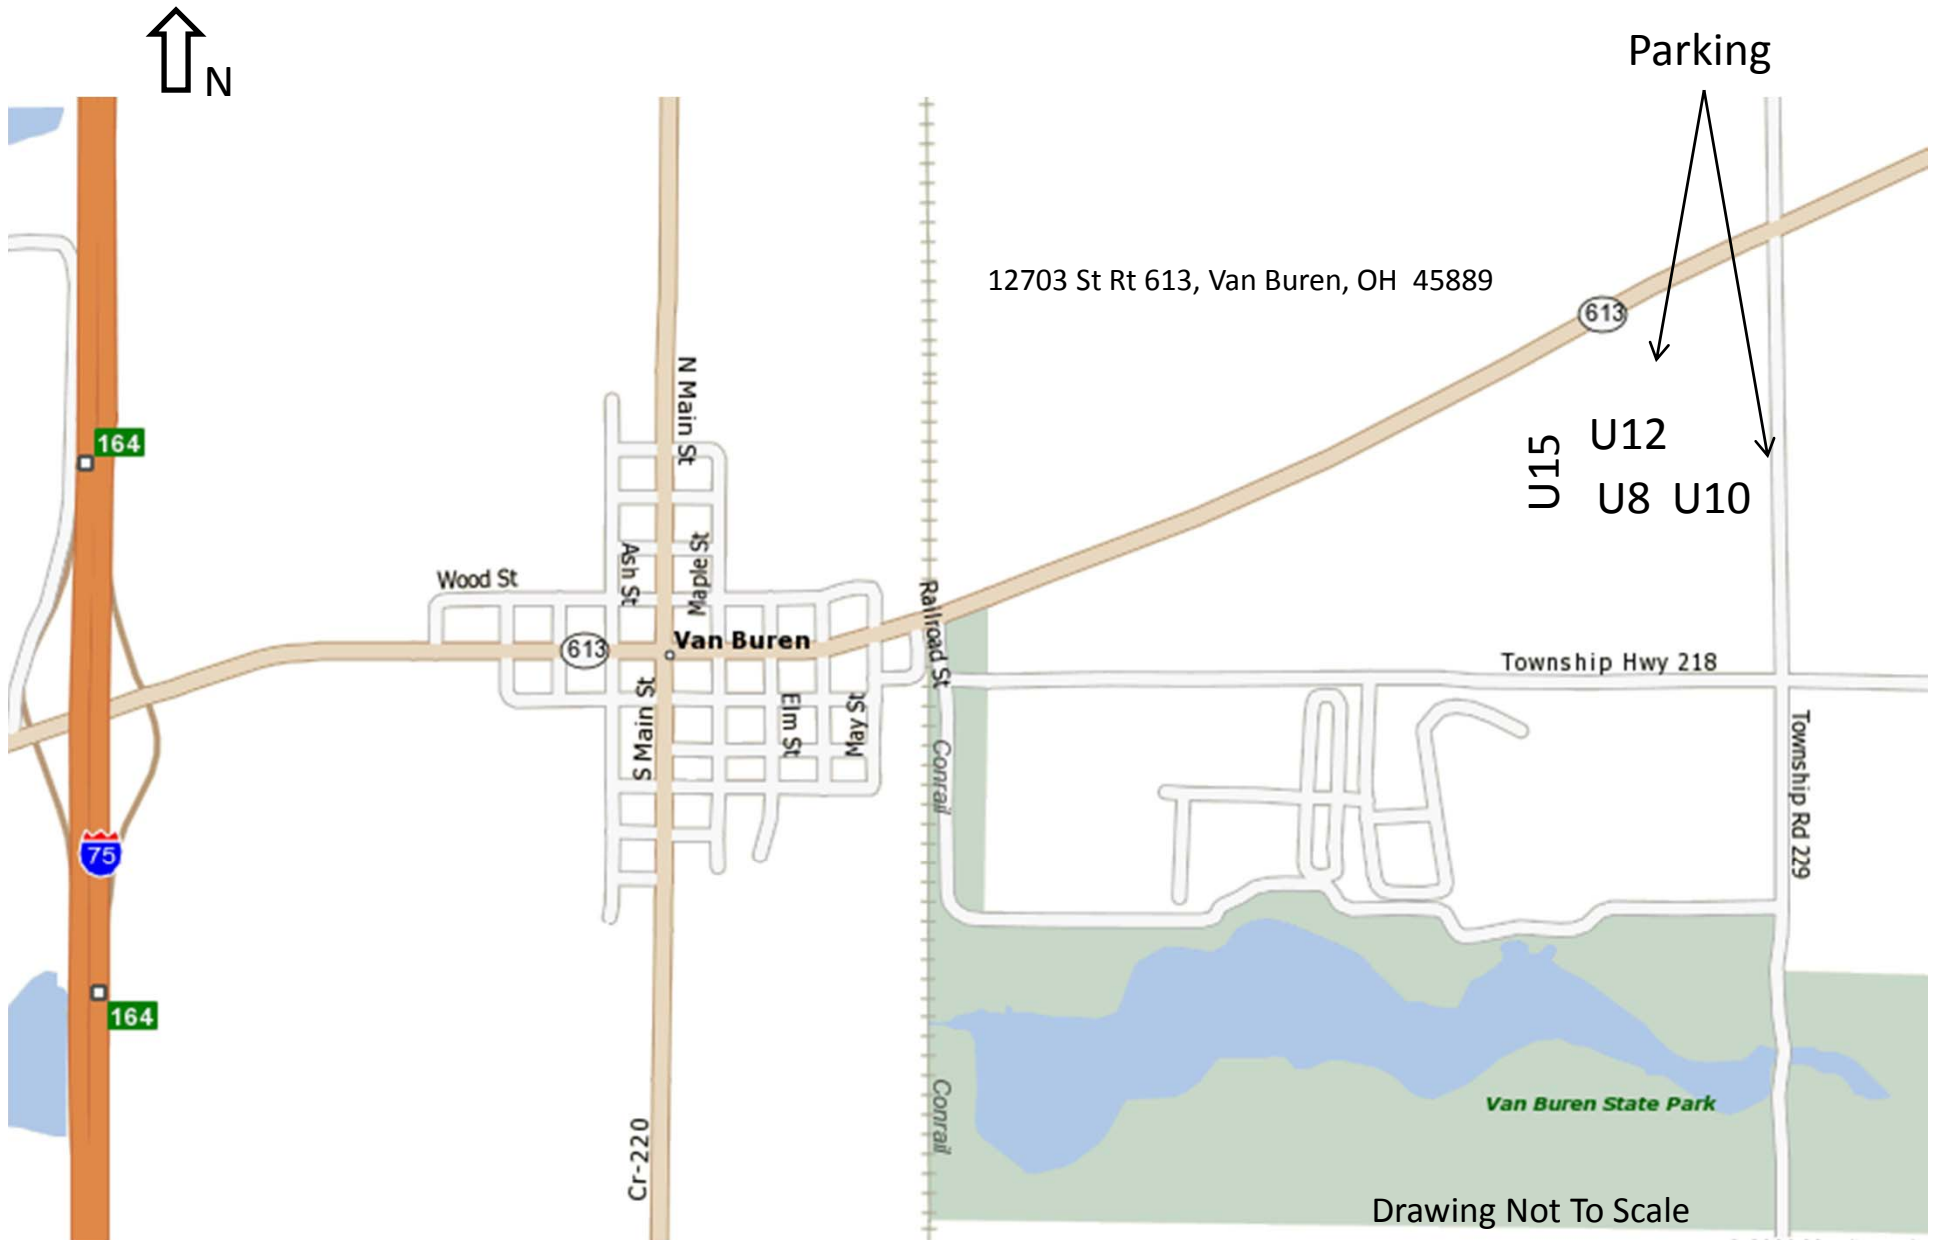 N
Parking
12703 St Rt 613, Van Buren, OH  45889
613
N Main St
164
U15
U12
U8 U10
Ash St
Maple St
Wood St
Railroad St
613
Van Buren
Township Hwy 218
S Main St
Elm St
May St
Conrail
Township Rd 229
75
164
Conrail
Van Buren State Park
Cr-220
Drawing Not To Scale